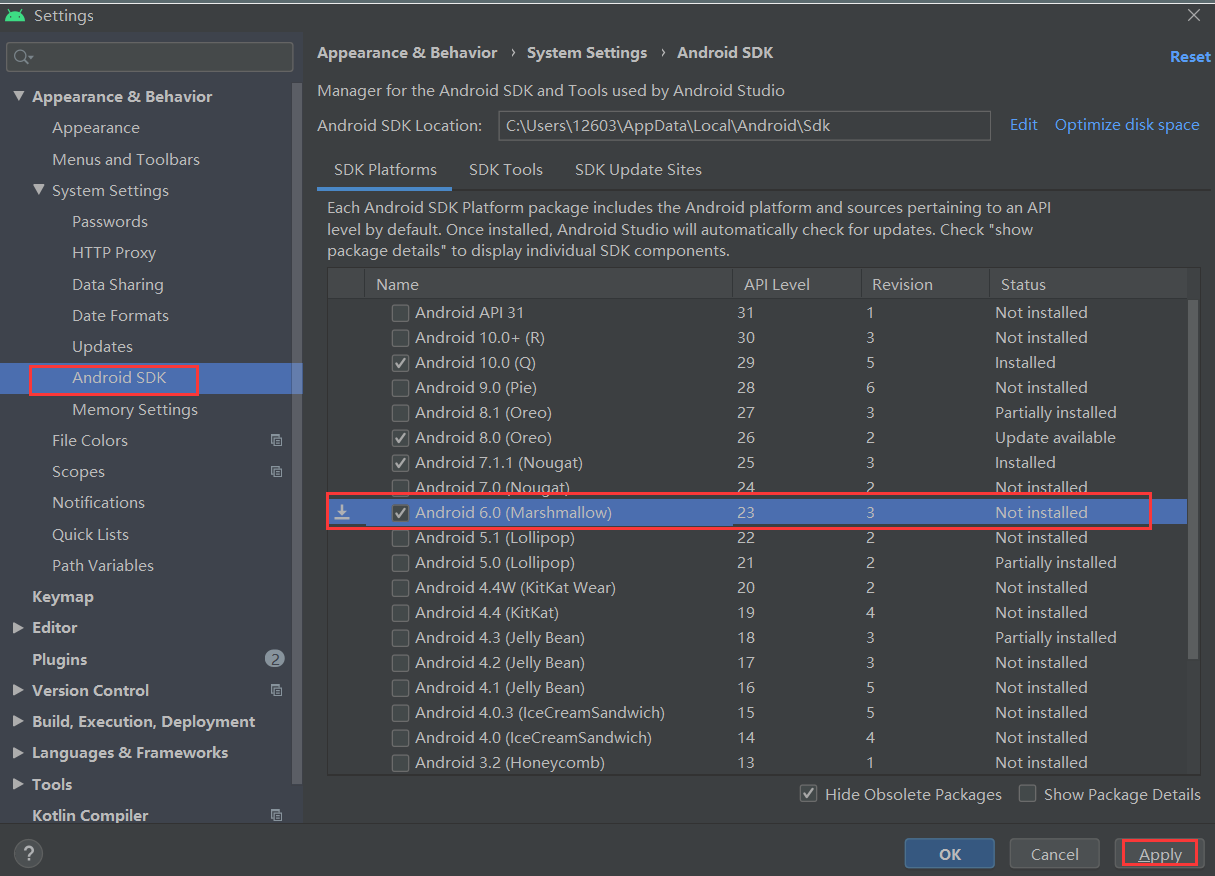 Settings
Appearance & Behavior
Appearance
Menus and Toolbars
System Settings
Passwords
HTTP Proxy
Data Sharing
Date Formats
Updates
Android SDK
Memory Settings
File Colors
Scopes
Notifications
Quick Lists
Path Variables
Keymap
Editor
Plugins 2
Version Control
Build, Execution, Deployment
Languages & Frameworks
Tools
Kotlin Compiler
Appearance & Behavior › System Settings › Android SDK
Reset
Manager for the Android SDK and Tools used by Android Studio
Android SDK Location: C:\Users\12603\AppData\Local\Android\Sdk Edit Optimize disk space
SDK Platforms SDK Tools SDK Update Sites
Each Android SDK Platform package includes the Android platform and sources pertaining to an API
level by default. Once installed, Android Studio will automatically check for updates. Check "show
package details" to display individual SDK components.
Name API Level Revision Status
Android API 31 31 1 Not installed
Android 10.0+ (R) 30 3 Not installed
Android 10.0 (Q) 29 5 Installed
Android 9.0 (Pie) 28 6 Not installed
Android 8.1 (Oreo) 27 3 Partially installed
Android 8.0 (Oreo) 26 2 Update available
Android 7.1.1 (Nougat) 25 3 Installed
Android 7.0 (Nougat) 24 2 Not installed
Android 6.0 (Marshmallow) 23 3 Not installed
Android 5.1 (Lollipop) 22 2 Not installed
Android 5.0 (Lollipop) 21 2 Partially installed
Android 4.4W (KitKat Wear) 20 2 Not installed
Android 4.4 (KitKat) 19 4 Not installed
Android 4.3 (Jelly Bean) 18 3 Partially installed
Android 4.2 (Jelly Bean) 17 3 Not installed
Android 4.1 (Jelly Bean) 16 5 Not installed
Android 4.0.3 (IceCreamSandwich) 15 5 Not installed
Android 4.0 (IceCreamSandwich) 14 4 Not installed
Android 3.2 (Honeycomb) 13 1 Not installed
Hide Obsolete Packages Show Package Details
? OK Cancel Apply